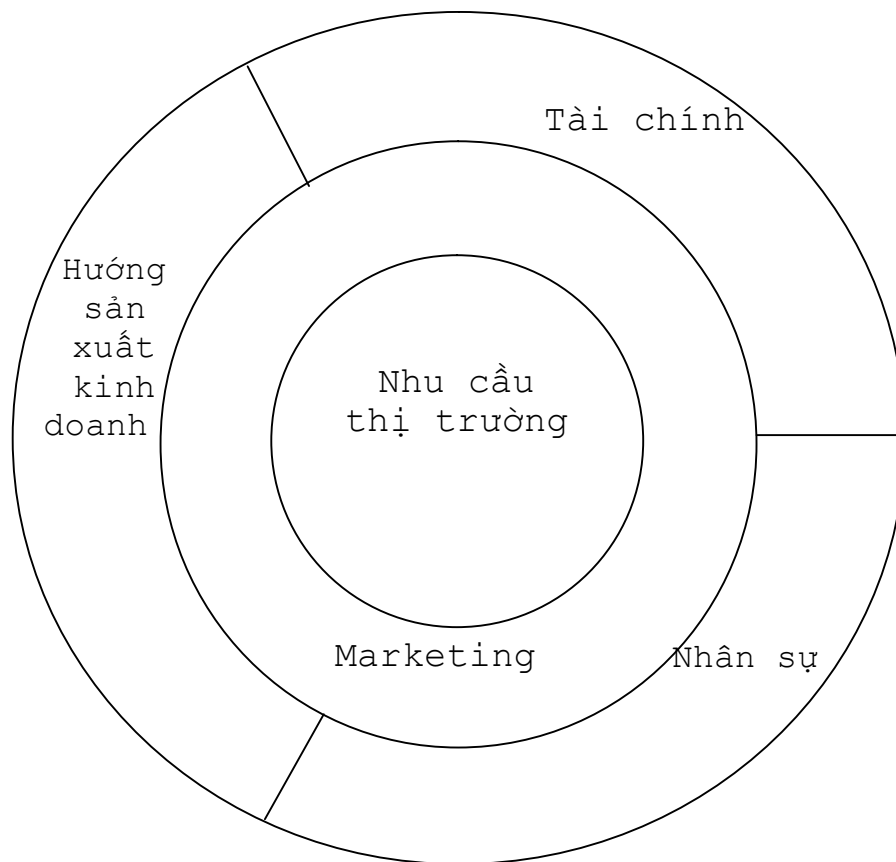 Tài chính
Hướng
sản
xuất
kinh
doanh
Nhu cầu
thị trường
Marketing
Nhân sự